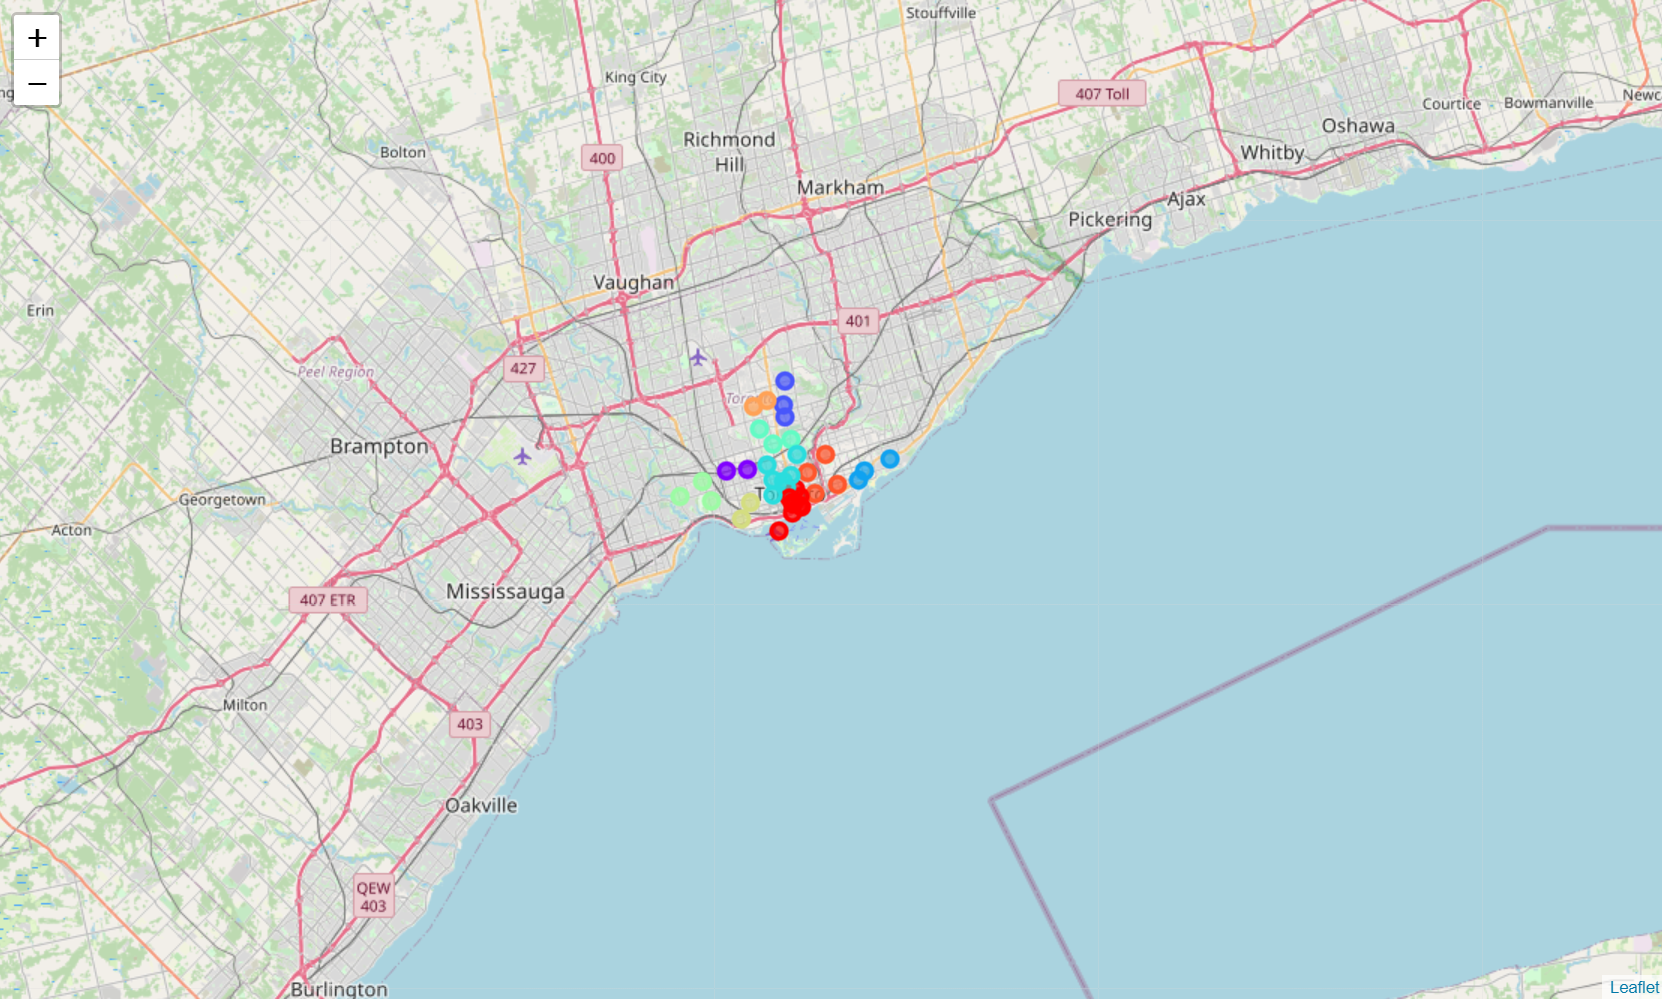 +
−
Stouffville
King City
407 Toll
Courtice
Bowmanville
Newc
Oshawa
Richmond
Hill
Bolton
400
Whitby
Markham
Ajax
Pickering
Vaughan
Erin
401
427
Peel Region
Toro
Brampton
Georgetown
T
Acton
Mississauga
407 ETR
Milton
403
Oakville
QEW
403
Burlington
Leaflet